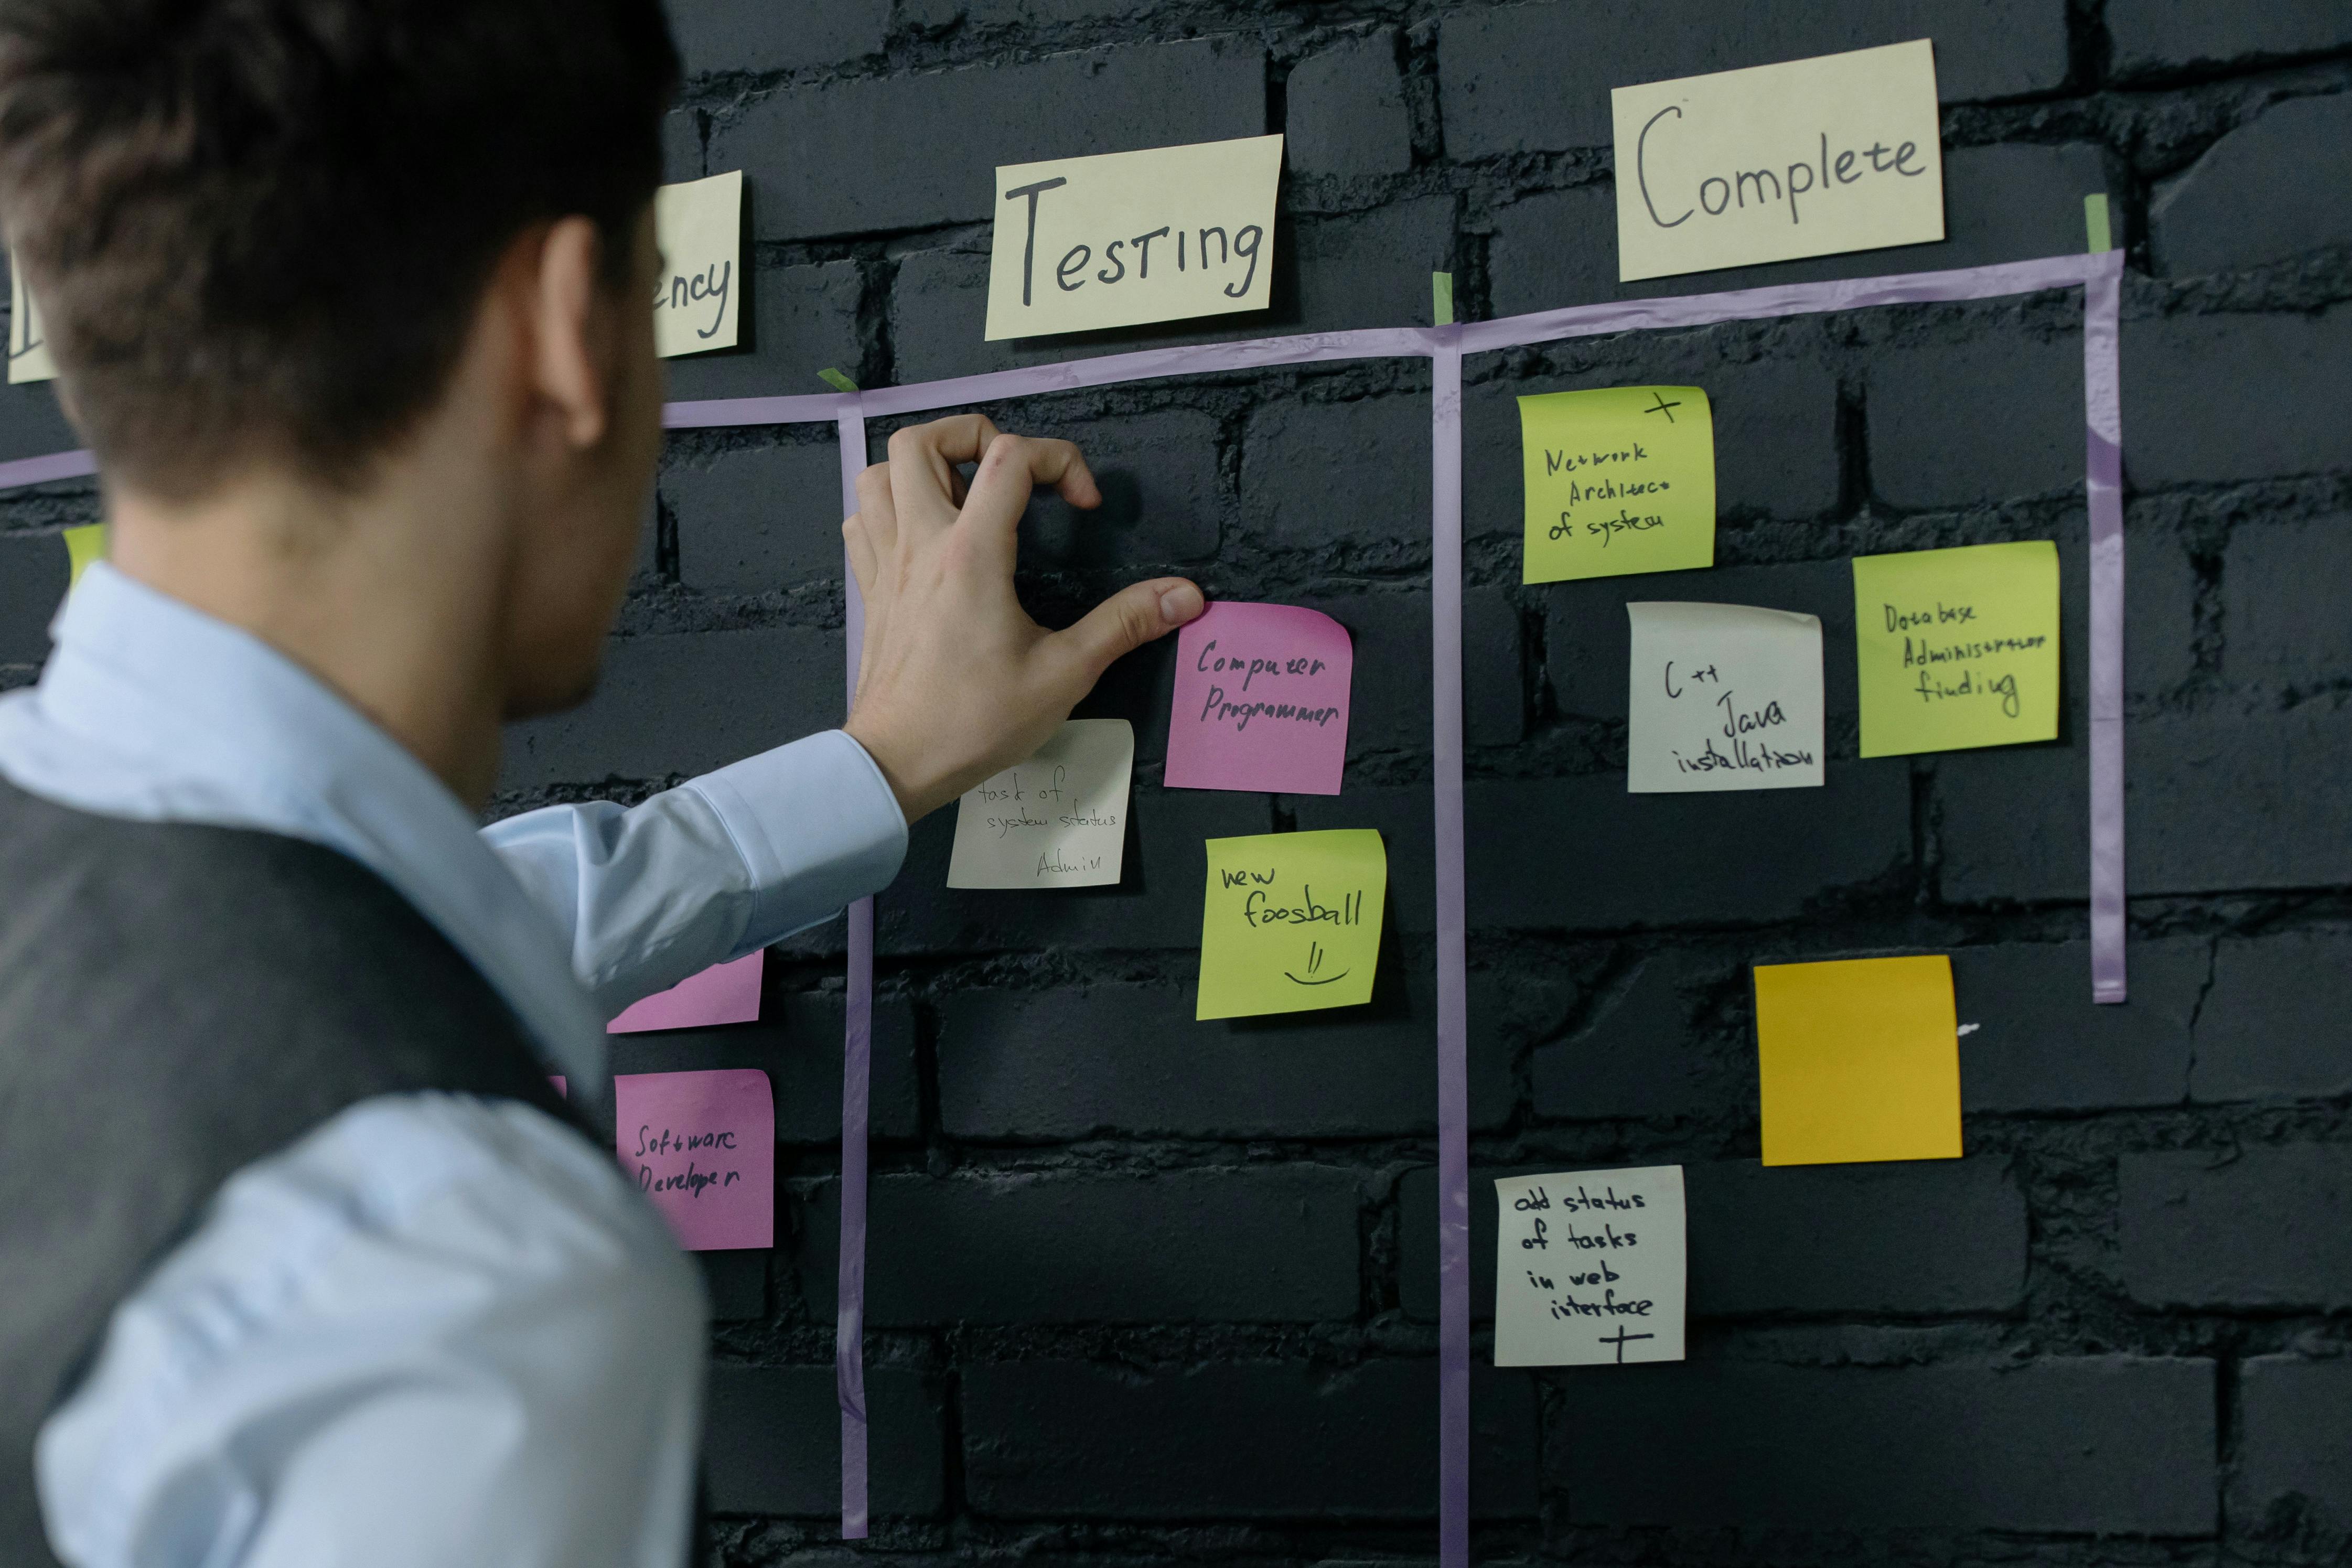 ency
Testing
Complete
Network
Architect
of system
Database
Administrator
finding
C++
Java
installation
Computer
Programmer
task of
system status
Admin
new
foosball
Software
Developer
add status
of tasks
in web
interface
+